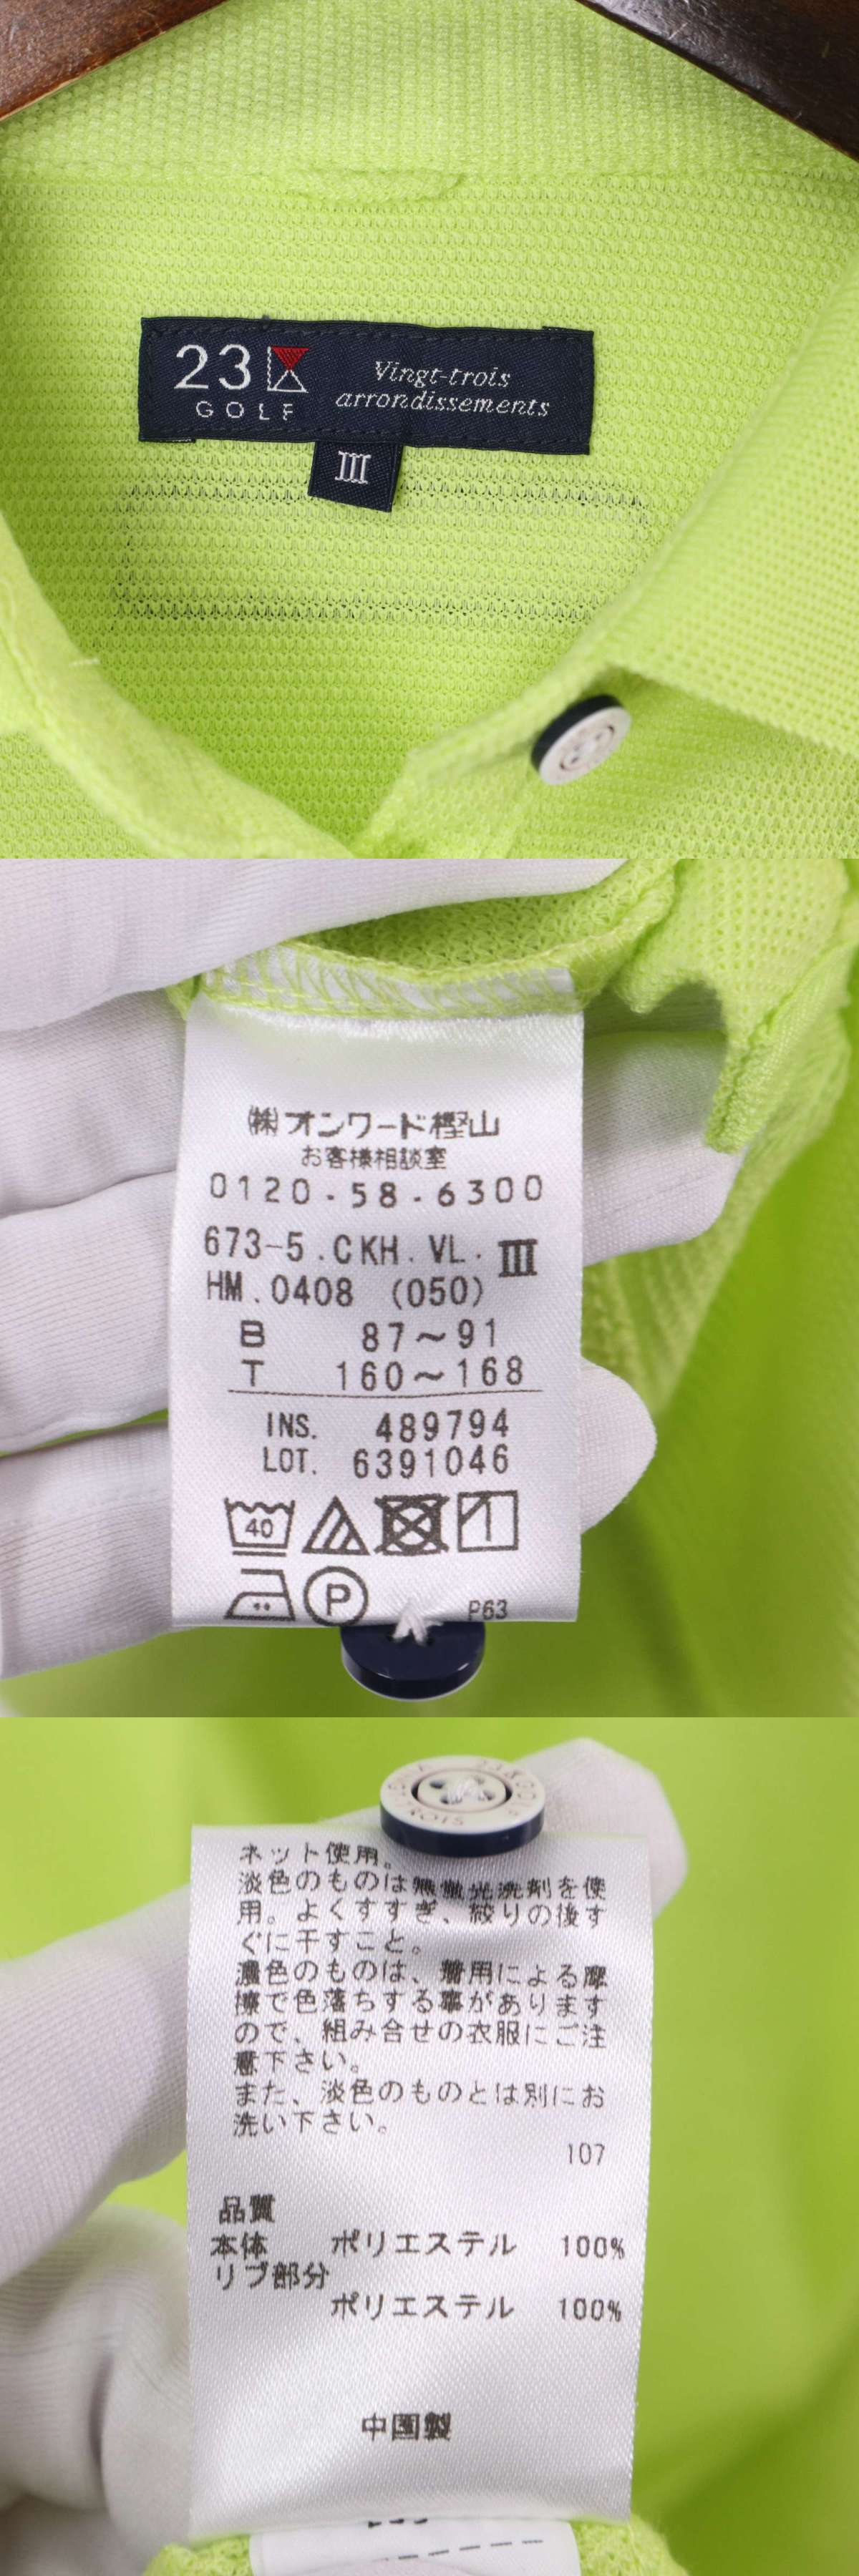 23
GOLF
Vingt-trois
arrondissements
III
㈱オンワード樫山
お客様相談室
0120-58-6300
673-5.CKH.VL. III
HM.0408 (050)
B 87～91
T 160～168
INS. 489794
LOT. 6391046
40
P
P63
ネット使用。
淡色のものは無蛍光洗剤を使
用。よくすすぎ、絞りの後す
ぐに干すこと。
濃色のものは、着用による摩
擦で色落ちする事があります
ので、組み合せの衣服にご注
意下さい。
また、淡色のものとは別にお
洗い下さい。
107
品質
本体 ポリエステル 100%
リブ部分
ポリエステル 100%
中国製